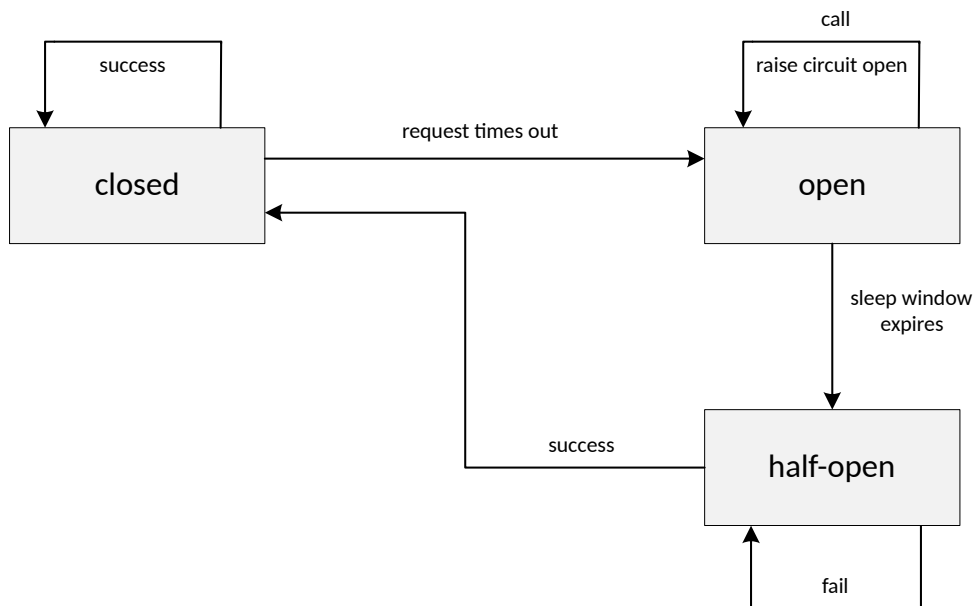 call
success
raise circuit open
request times out
closed
open
sleep window
expires
success
half-open
fail